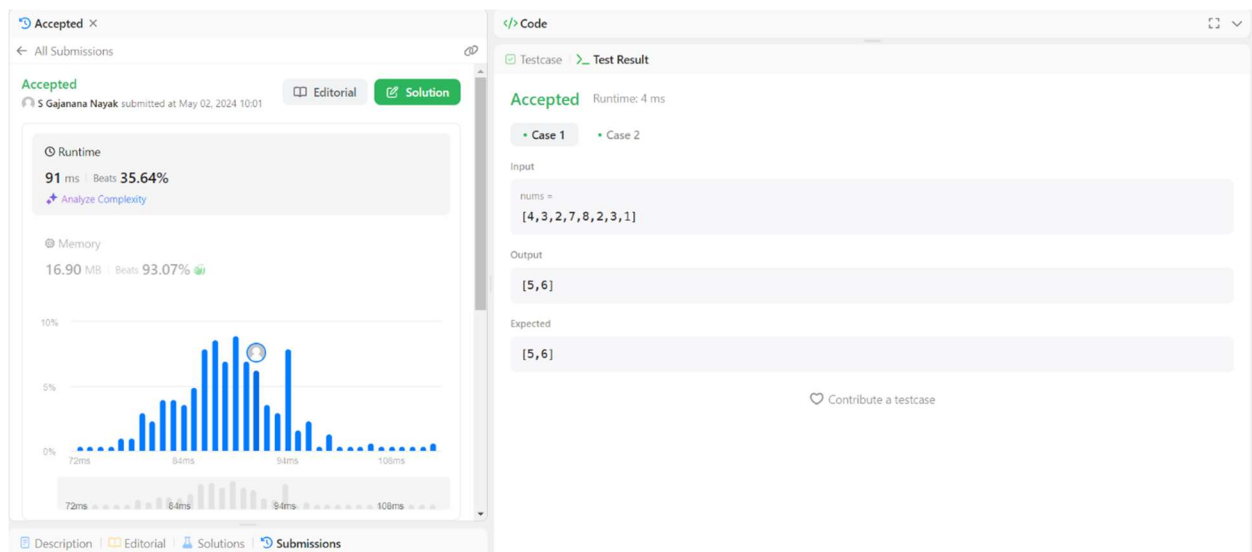 Accepted
All Submissions
Accepted
S Gajanana Nayak submitted at May 02, 2024 10:01
Editorial
Solution
Runtime
91 ms | Beats 35.64%
Analyze Complexity
Memory
16.90 MB | Beats 93.07%
10%
5%
0%
72ms 84ms 94ms 108ms
72ms 84ms 94ms 108ms
Description | Editorial | Solutions | Submissions
</> Code
Testcase | >_ Test Result
Accepted Runtime: 4 ms
• Case 1 • Case 2
Input
nums =
[4,3,2,7,8,2,3,1]
Output
[5,6]
Expected
[5,6]
Contribute a testcase